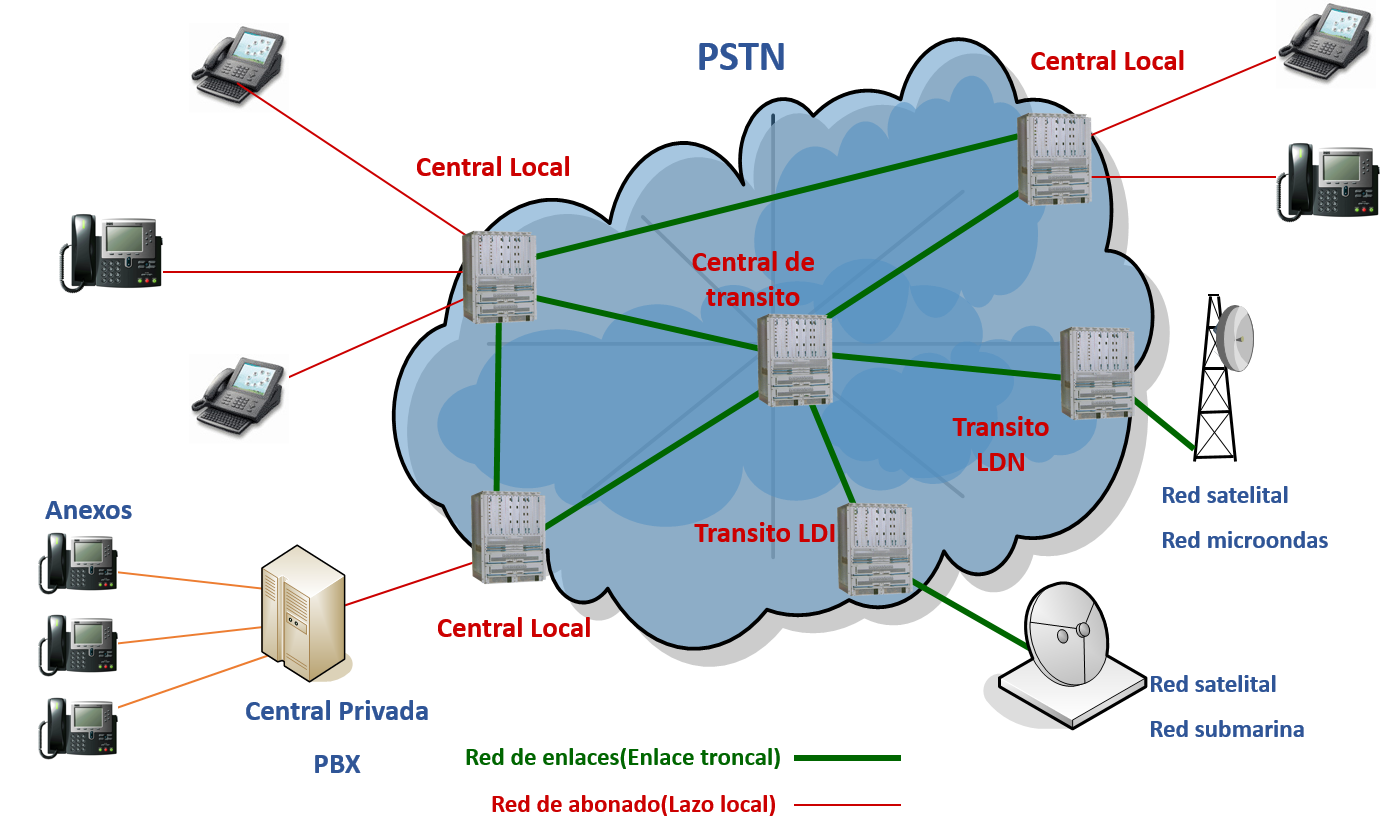 PSTN
Central Local
Central Local
Central de
transito
Transito
LDN
Red satelital
Red microondas
Anexos
Transito LDI
Central Local
Red satelital
Red submarina
Central Privada
PBX
Red de enlaces(Enlace troncal)
Red de abonado(Lazo local)